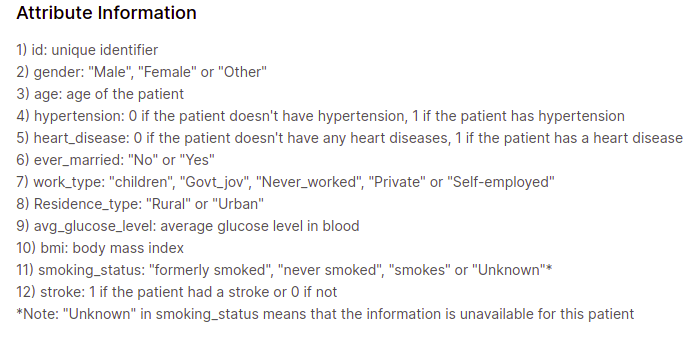 Attribute Information
1) id: unique identifier
2) gender: "Male", "Female" or "Other"
3) age: age of the patient
4) hypertension: 0 if the patient doesn't have hypertension, 1 if the patient has hypertension
5) heart_disease: 0 if the patient doesn't have any heart diseases, 1 if the patient has a heart disease
6) ever_married: "No" or "Yes"
7) work_type: "children", "Govt_jov", "Never_worked", "Private" or "Self-employed"
8) Residence_type: "Rural" or "Urban"
9) avg_glucose_level: average glucose level in blood
10) bmi: body mass index
11) smoking_status: "formerly smoked", "never smoked", "smokes" or "Unknown"*
12) stroke: 1 if the patient had a stroke or 0 if not
*Note: "Unknown" in smoking_status means that the information is unavailable for this patient